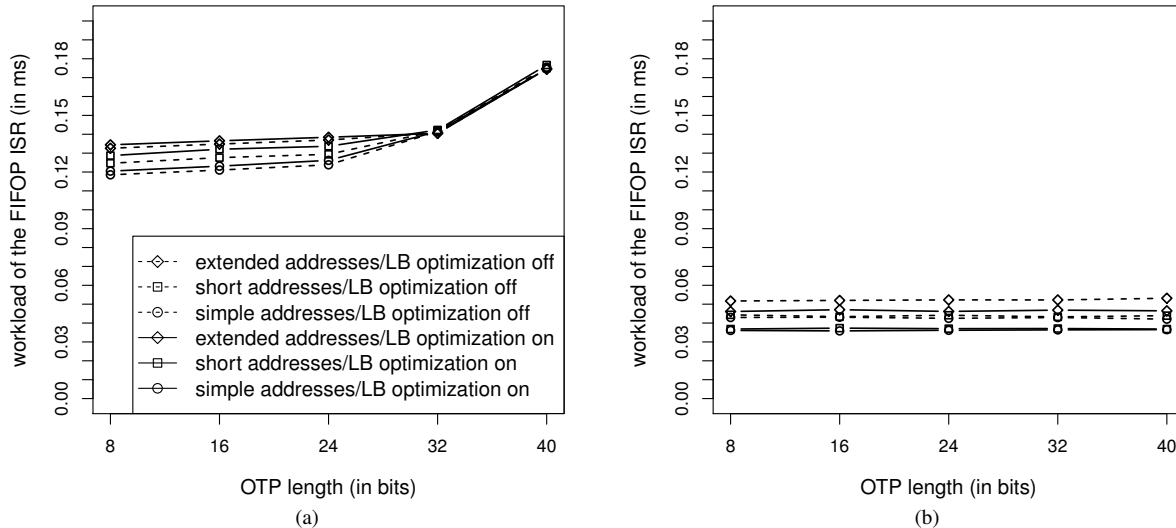 workload of the FIFOP ISR (in ms)
0.18
0.15
0.12
0.09
0.06
0.03
0.00
extended addresses/LB optimization off
short addresses/LB optimization off
simple addresses/LB optimization off
extended addresses/LB optimization on
short addresses/LB optimization on
simple addresses/LB optimization on
8 16 24 32 40
OTP length (in bits)
(a)
workload of the FIFOP ISR (in ms)
0.18
0.15
0.12
0.09
0.06
0.03
0.00
8 16 24 32 40
OTP length (in bits)
(b)